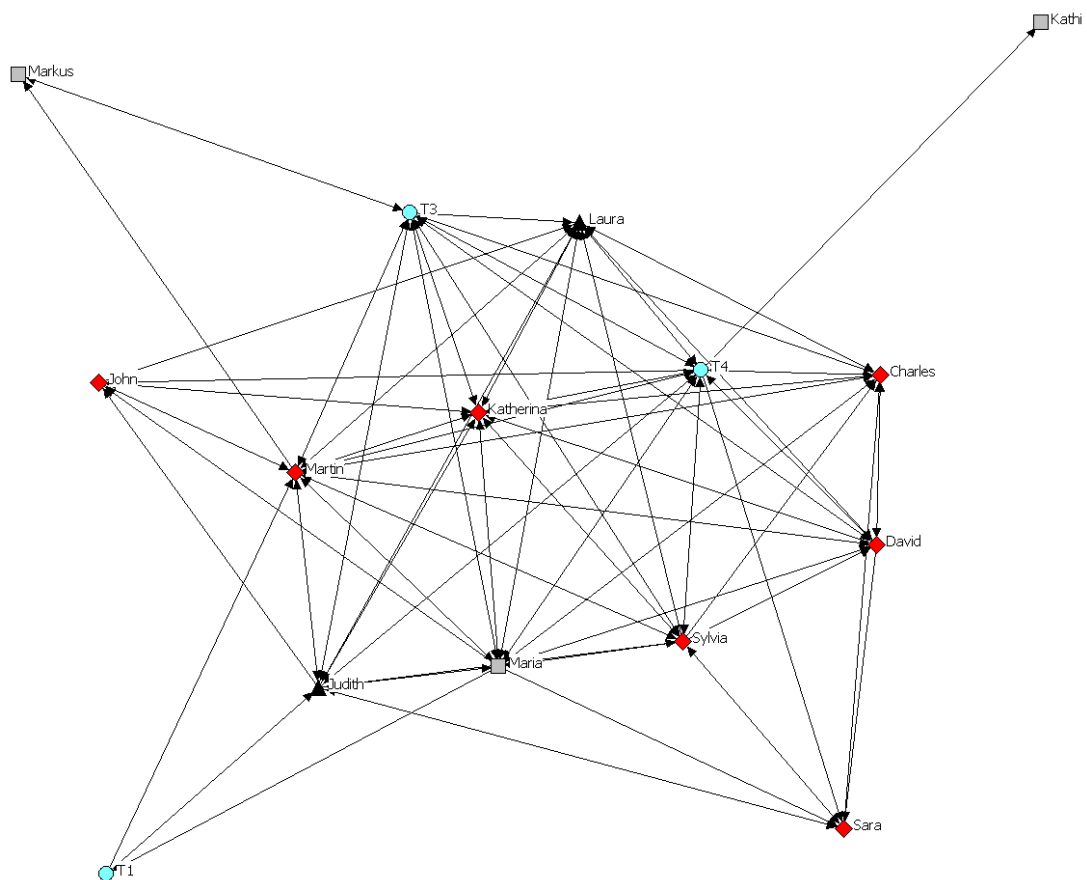 Kathi
Markus
T3
Laura
T4
Charles
John
Katherina
Martin
David
Sylvia
Maria
Judith
Sara
T1